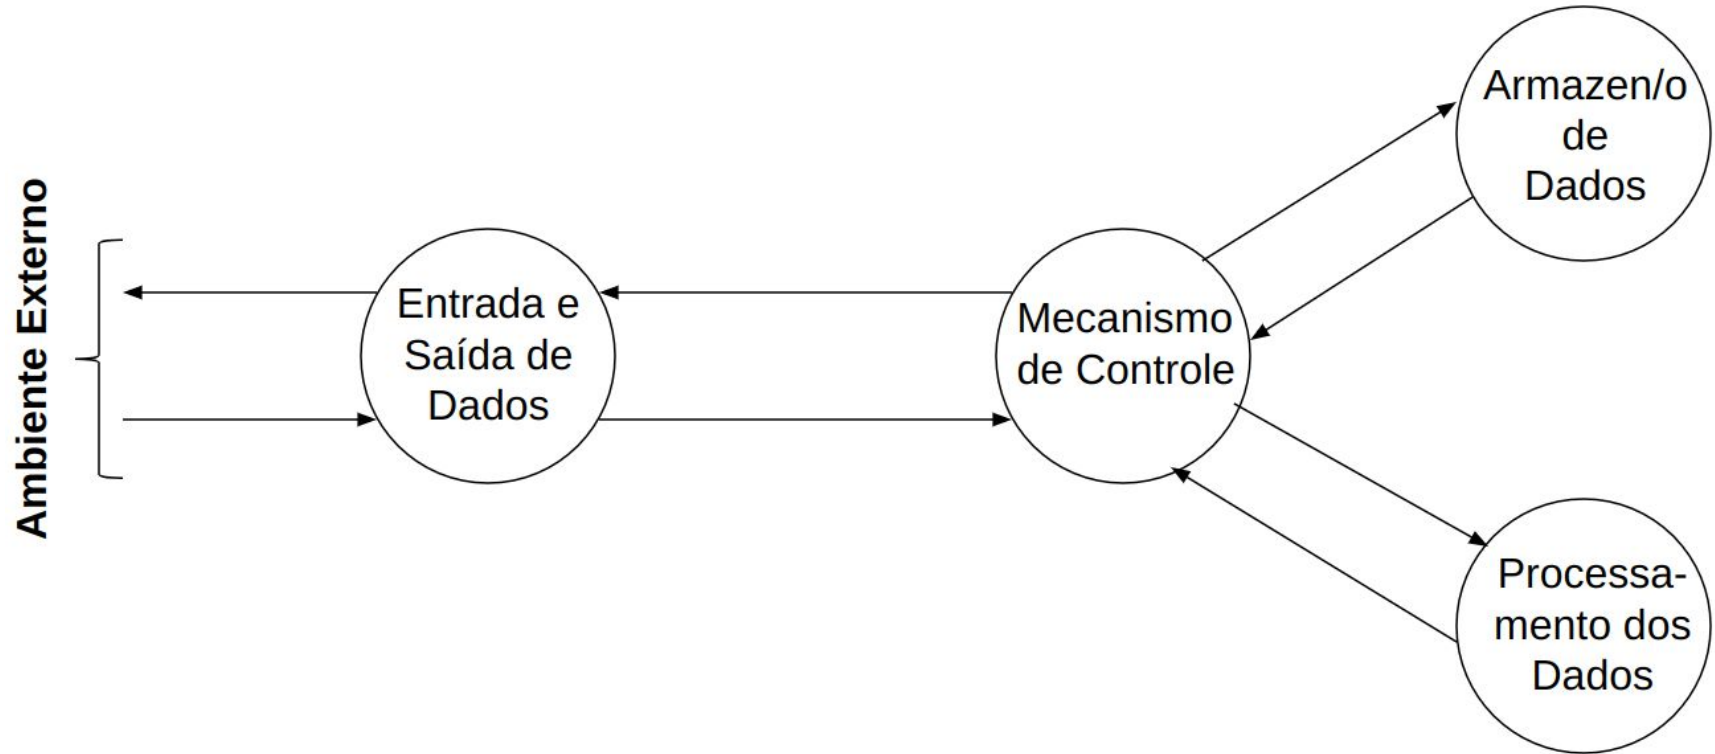 Ambiente Externo
Entrada e
Saída de
Dados
Mecanismo
de Controle
Armazen/o
de
Dados
Processa-
mento dos
Dados